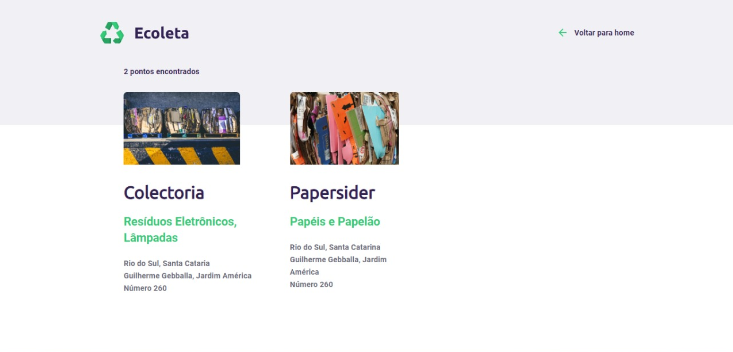 Ecoleta
Voltar para home
2 pontos encontrados
Colectoria
Resíduos Eletrônicos,
Lâmpadas
Rio do Sul, Santa Cataria
Guilherme Gebballa, Jardim América
Número 260
Papersider
Papéis e Papelão
Rio do Sul, Santa Catarina
Guilherme Gebballa, Jardim
América
Número 260